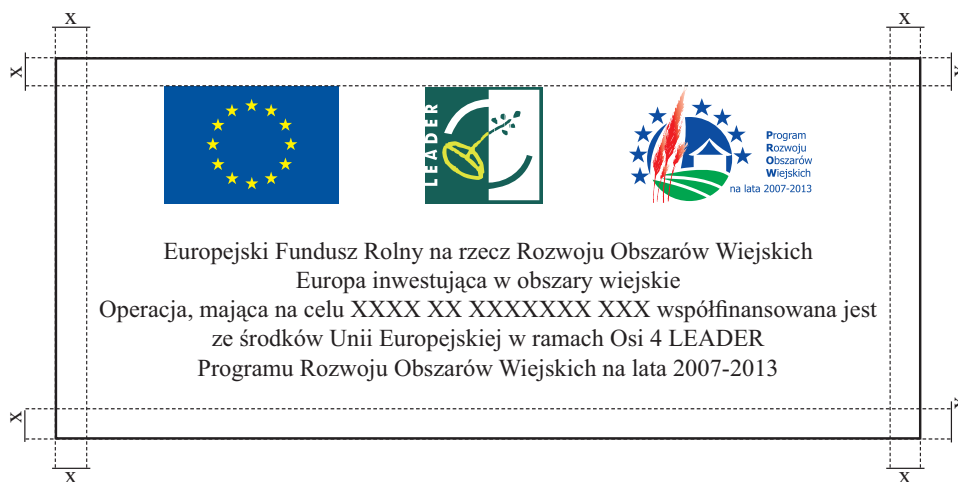 x x
x x
LEADER
Program
Rozwoju
Obszarów
Wiejskich
na lata 2007-2013
Europejski Fundusz Rolny na rzecz Rozwoju Obszarów Wiejskich
Europa inwestująca w obszary wiejskie
Operacja, mająca na celu XXXX XX XXXXXXX XXX współfinansowana jest
ze środków Unii Europejskiej w ramach Osi 4 LEADER
Programu Rozwoju Obszarów Wiejskich na lata 2007-2013
x x
x x